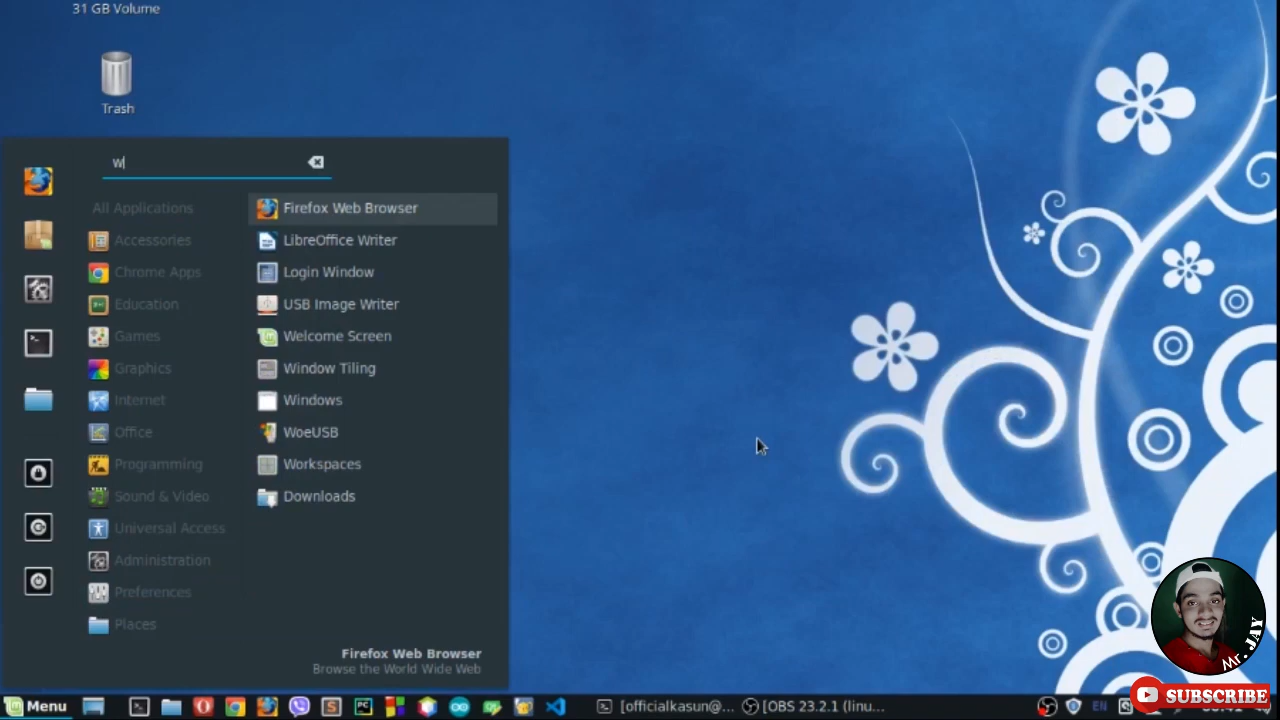 31 GB Volume
Trash
w
All Applications
Accessories
Chrome Apps
Education
Games
Graphics
Internet
Office
Programming
Sound & Video
Universal Access
Administration
Preferences
Places
Firefox Web Browser
LibreOffice Writer
Login Window
USB Image Writer
Welcome Screen
Window Tiling
Windows
WoeUSB
Workspaces
Downloads
Firefox Web Browser
Browse the World Wide Web
Mr. JAY
SUBSCRIBE
Menu
PC
[officialkasun@...
[OBS 23.2.1 (linu...
EN